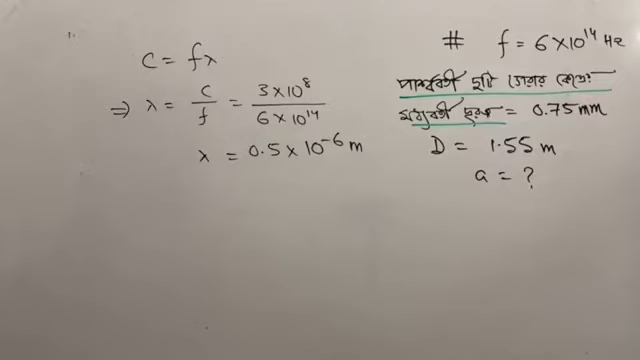 # f = 6 × 10¹⁴ Hz
পার্শ্ববর্তী দুটি ডোরার কেন্দ্রের
মধ্যবর্তী দূরত্ব = 0.75 mm
D = 1.55 m
a = ?
c = fλ
⇒ λ = c/f = 3 × 10⁸/6 × 10¹⁴
λ = 0.5 × 10⁻⁶ m